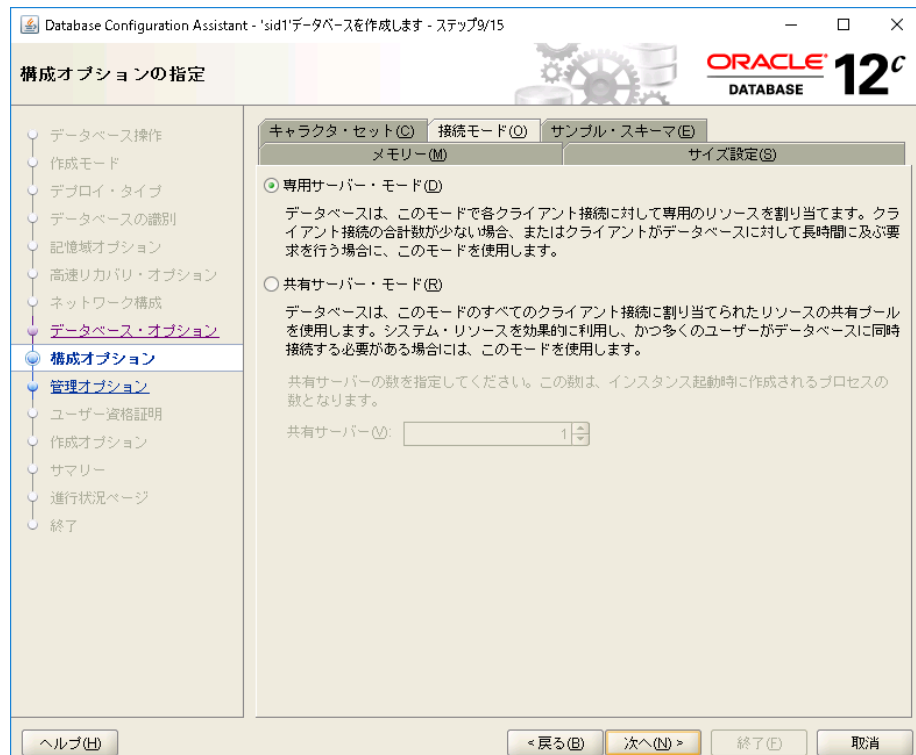 Database Configuration Assistant - 'sid1'データベースを作成します - ステップ9/15
構成オプションの指定
ORACLE
DATABASE
12c
データベース操作
作成モード
デプロイ・タイプ
データベースの識別
記憶域オプション
高速リカバリ・オプション
ネットワーク構成
データベース・オプション
構成オプション
管理オプション
ユーザー資格証明
作成オプション
サマリー
進行状況ページ
終了
キャラクタ・セット(C) 接続モード(O) サンプル・スキーマ(E)
メモリー(M) サイズ設定(S)
専用サーバー・モード(D)
データベースは、このモードで各クライアント接続に対して専用のリソースを割り当てます。クラ
イアント接続の合計数が少ない場合、またはクライアントがデータベースに対して長時間に及ぶ要
求を行う場合に、このモードを使用します。
共有サーバー・モード(R)
データベースは、このモードのすべてのクライアント接続に割り当てられたリソースの共有プール
を使用します。システム・リソースを効果的に利用し、かつ多くのユーザーがデータベースに同時
接続する必要がある場合には、このモードを使用します。
共有サーバーの数を指定してください。この数は、インスタンス起動時に作成されるプロセスの
数となります。
共有サーバー(V): 1
ヘルプ(H) <戻る(B) 次へ(N)> 終了(F) 取消